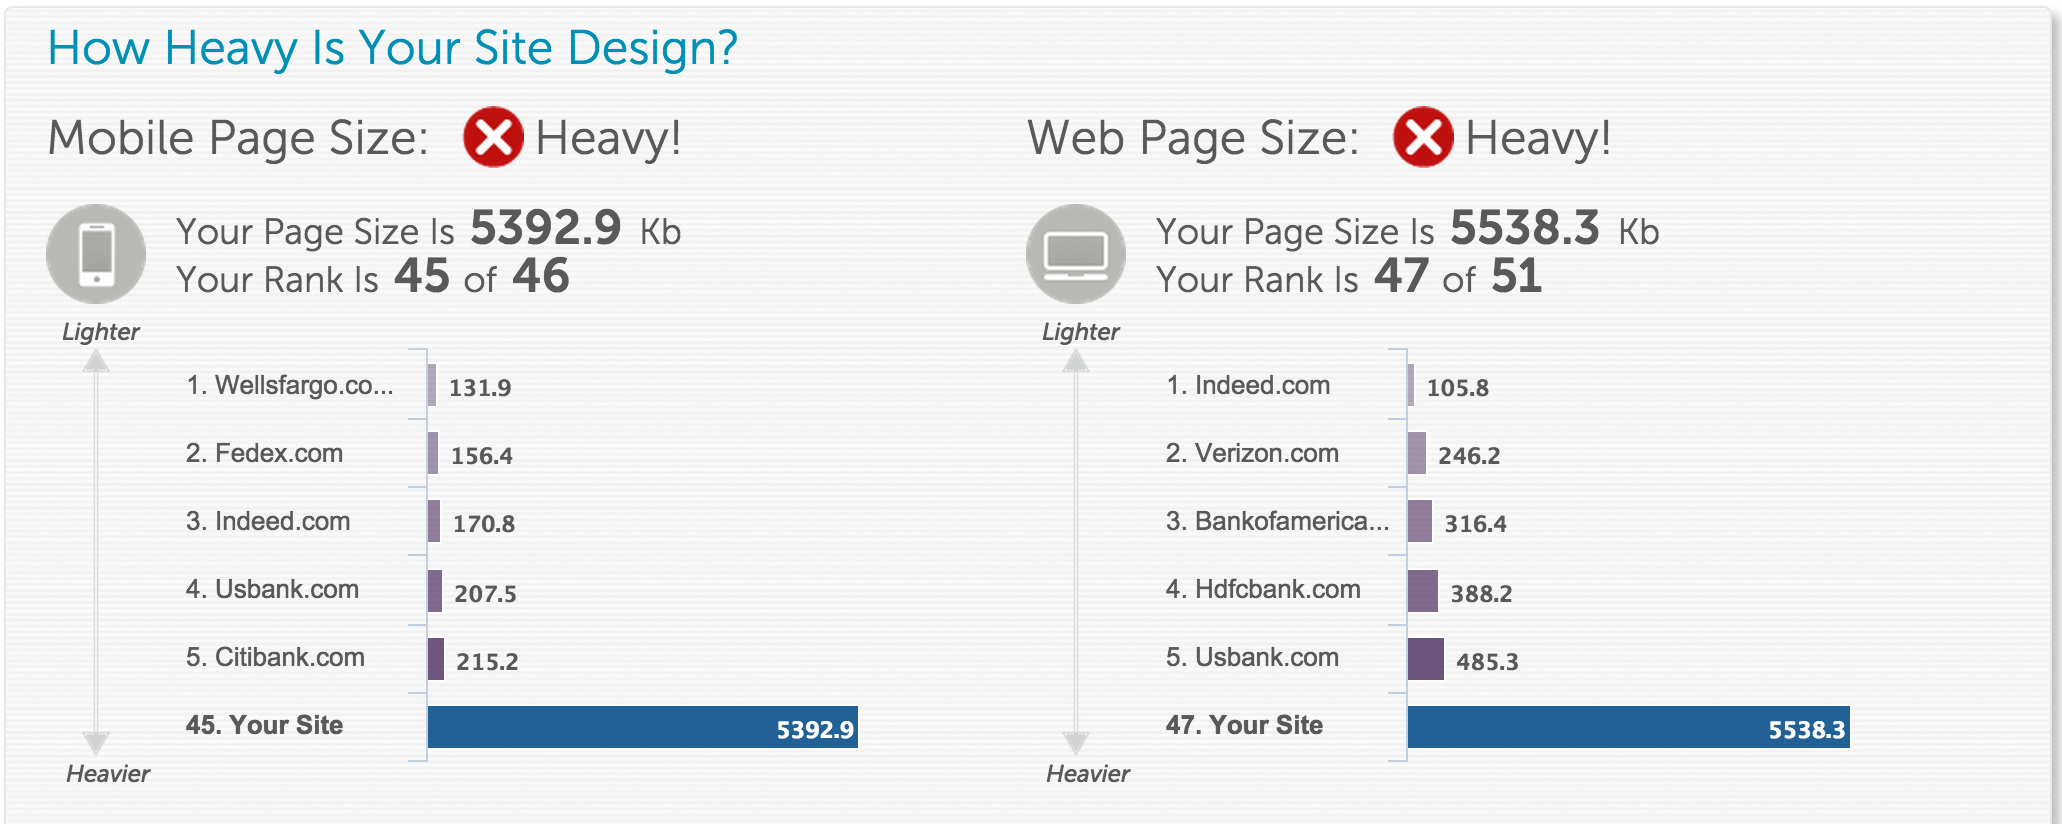 How Heavy Is Your Site Design?
Mobile Page Size: Heavy!
Your Page Size Is 5392.9 Kb
Your Rank Is 45 of 46
Lighter
1. Wellsfargo.co... 131.9
2. Fedex.com 156.4
3. Indeed.com 170.8
4. Usbank.com 207.5
5. Citibank.com 215.2
45. Your Site 5392.9
Heavier
Web Page Size: Heavy!
Your Page Size Is 5538.3 Kb
Your Rank Is 47 of 51
Lighter
1. Indeed.com 105.8
2. Verizon.com 246.2
3. Bankofamerica... 316.4
4. Hdfcbank.com 388.2
5. Usbank.com 485.3
47. Your Site 5538.3
Heavier